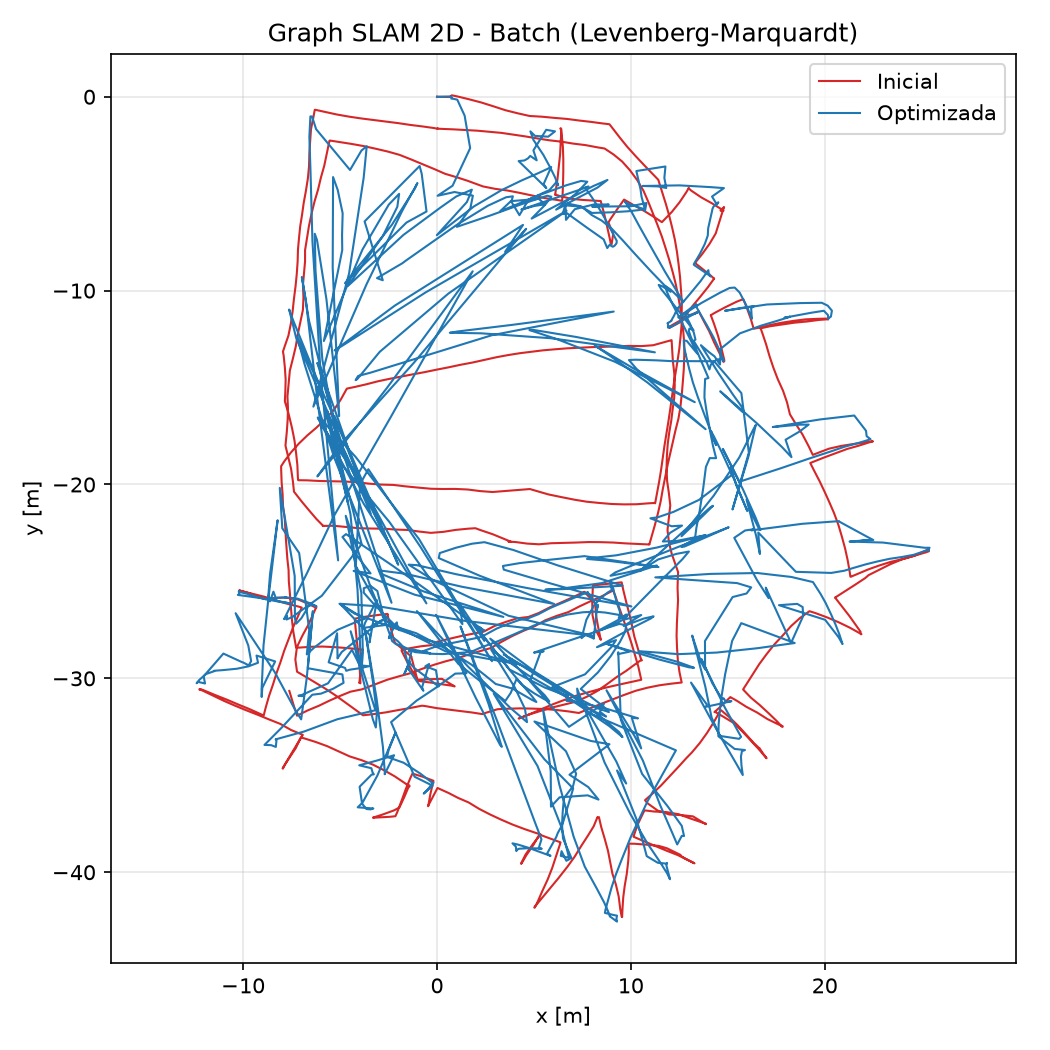 Graph SLAM 2D - Batch (Levenberg-Marquardt)
Inicial
Optimizada
0
−10
−20
−30
−40
y [m]
−10 0 10 20
x [m]